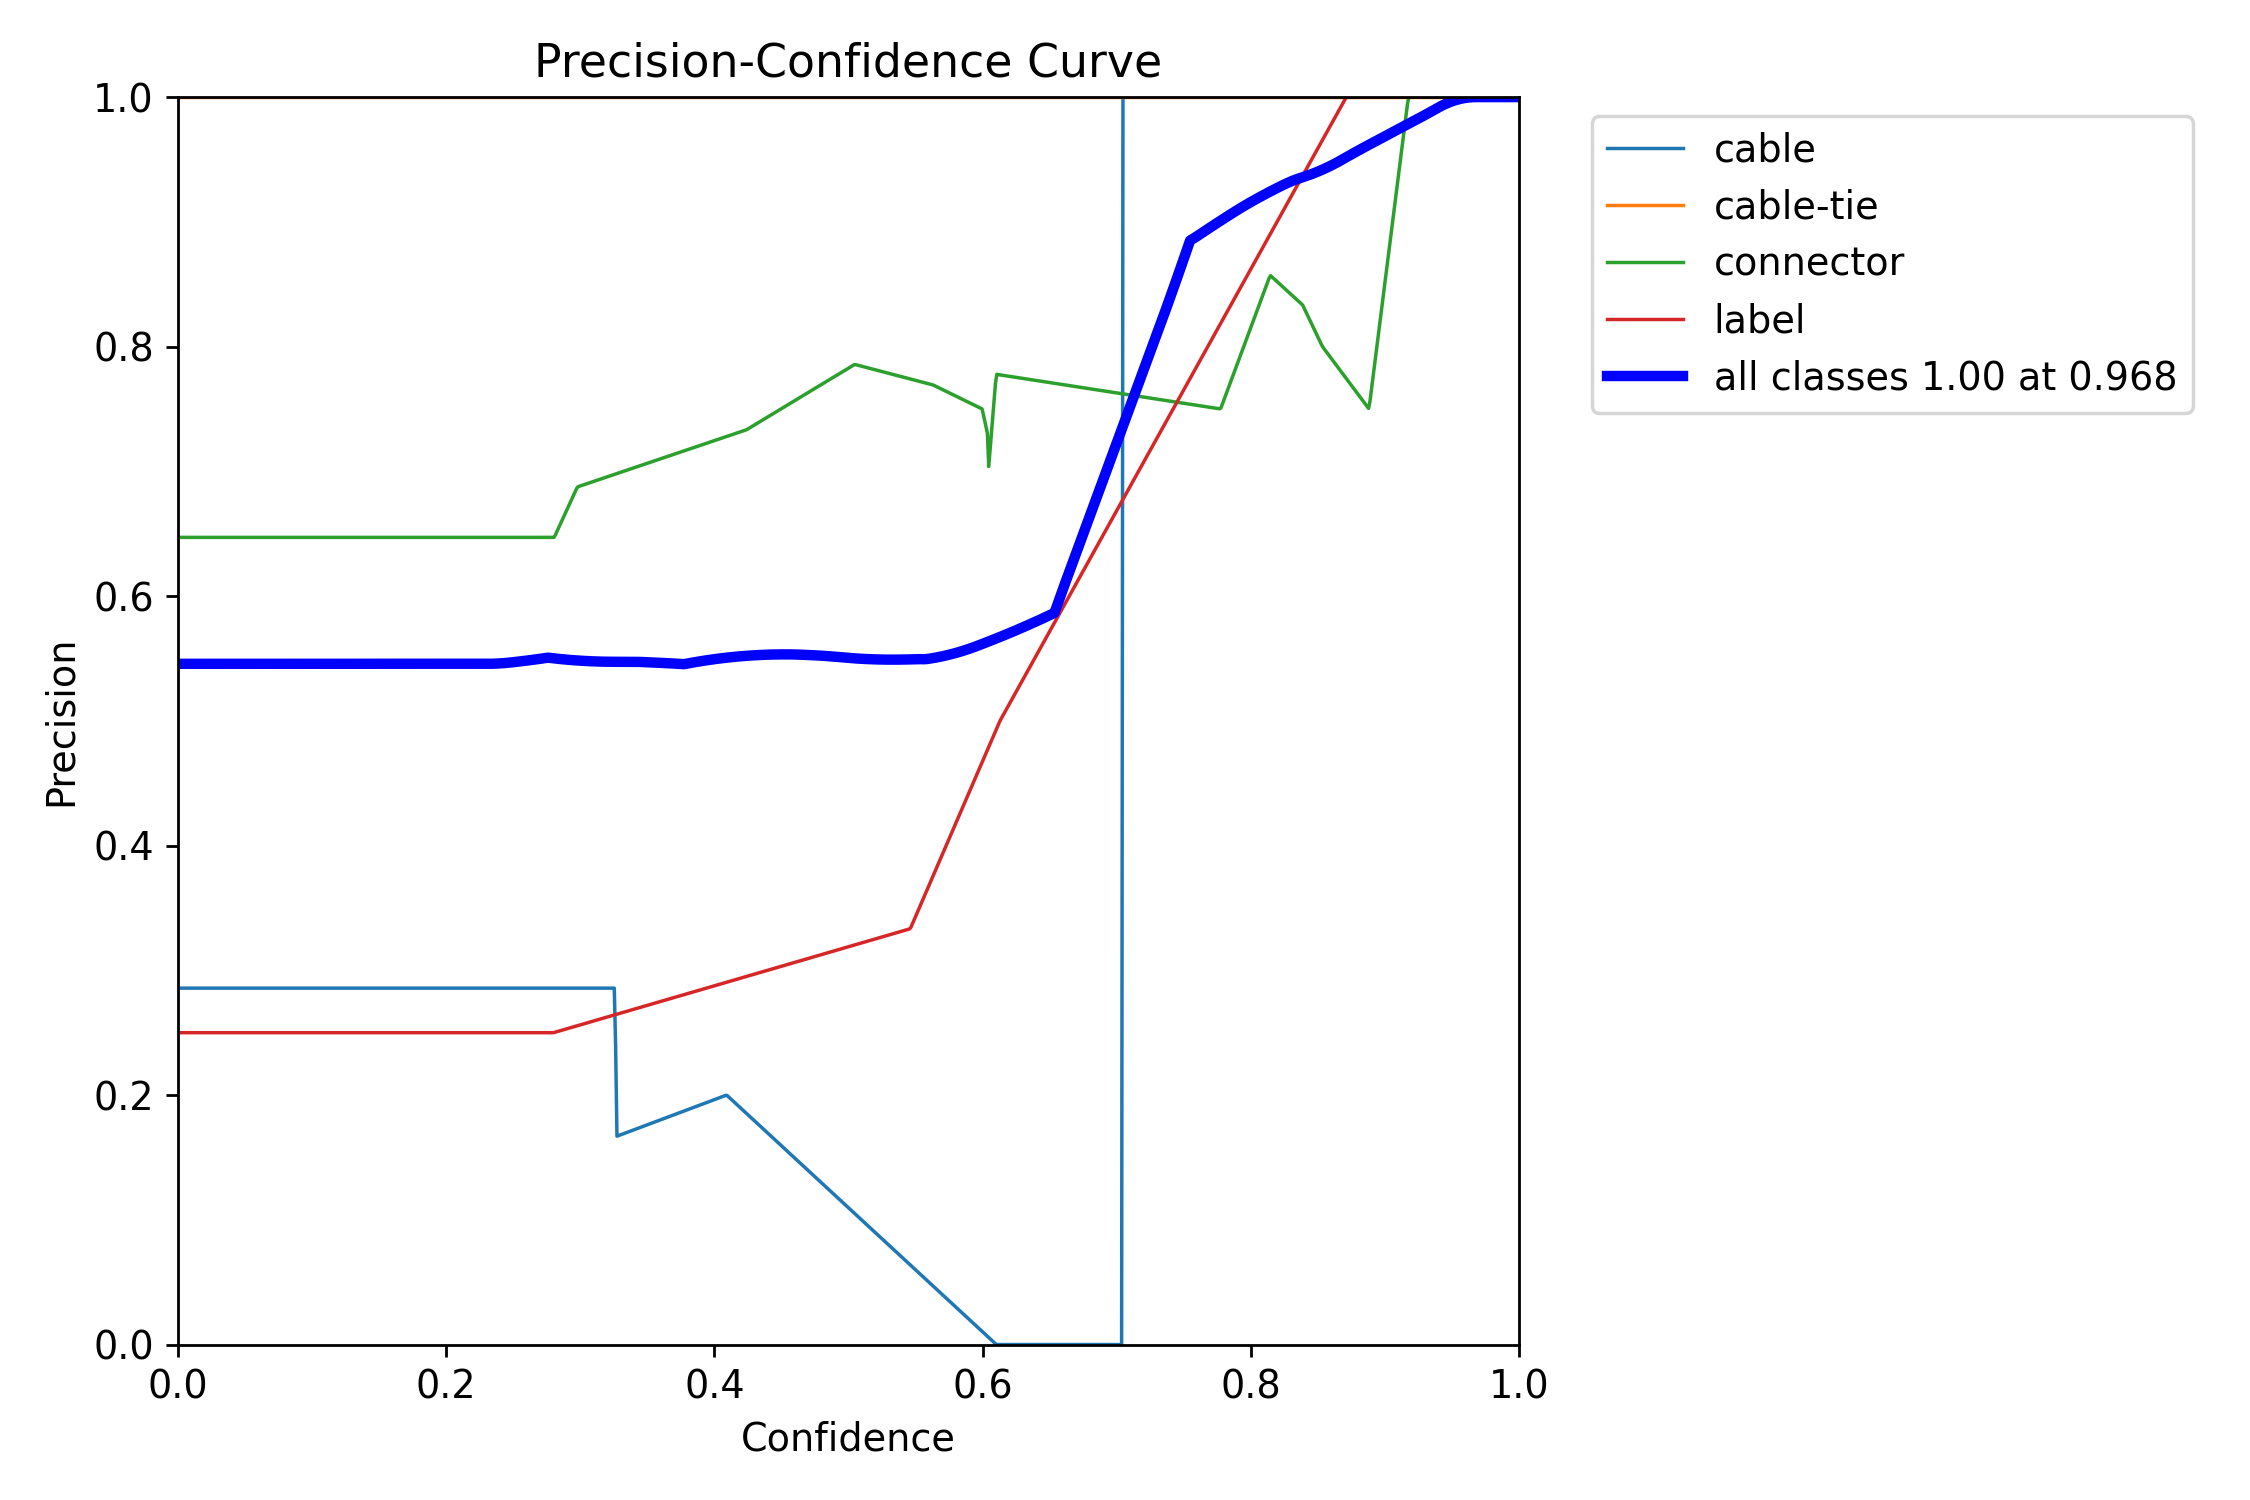 Precision-Confidence Curve
1.0
0.8
0.6
0.4
0.2
0.0
Precision
0.0 0.2 0.4 0.6 0.8 1.0
Confidence
cable
cable-tie
connector
label
all classes 1.00 at 0.968